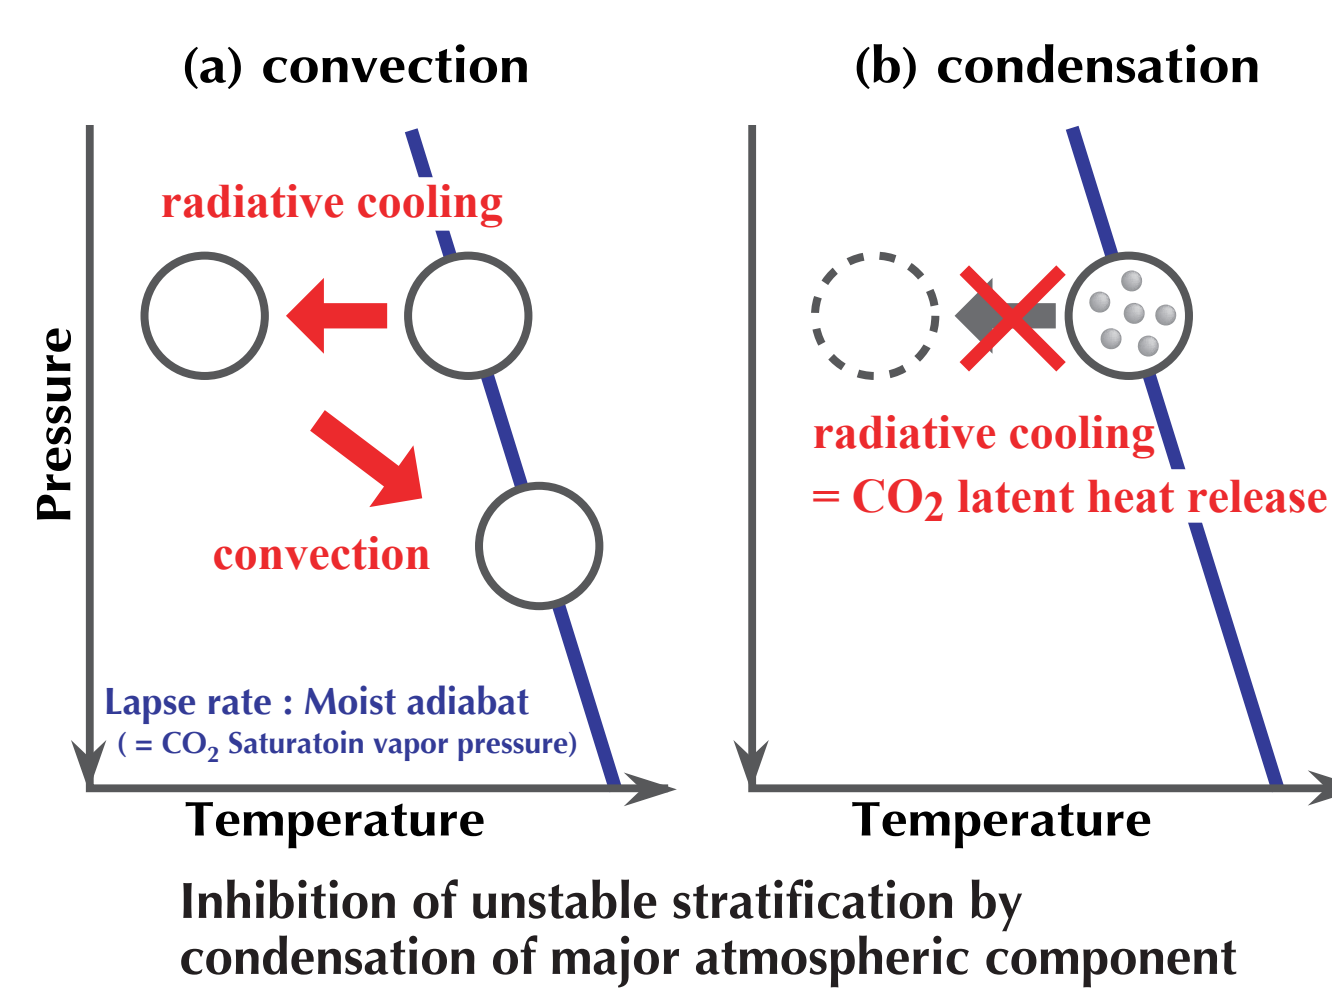 (a) convection
radiative cooling
convection
Lapse rate : Moist adiabat
( = CO2 Saturatoin vapor pressure)
Pressure
Temperature
(b) condensation
radiative cooling
= CO2 latent heat release
Temperature
Inhibition of unstable stratification by
condensation of major atmospheric component